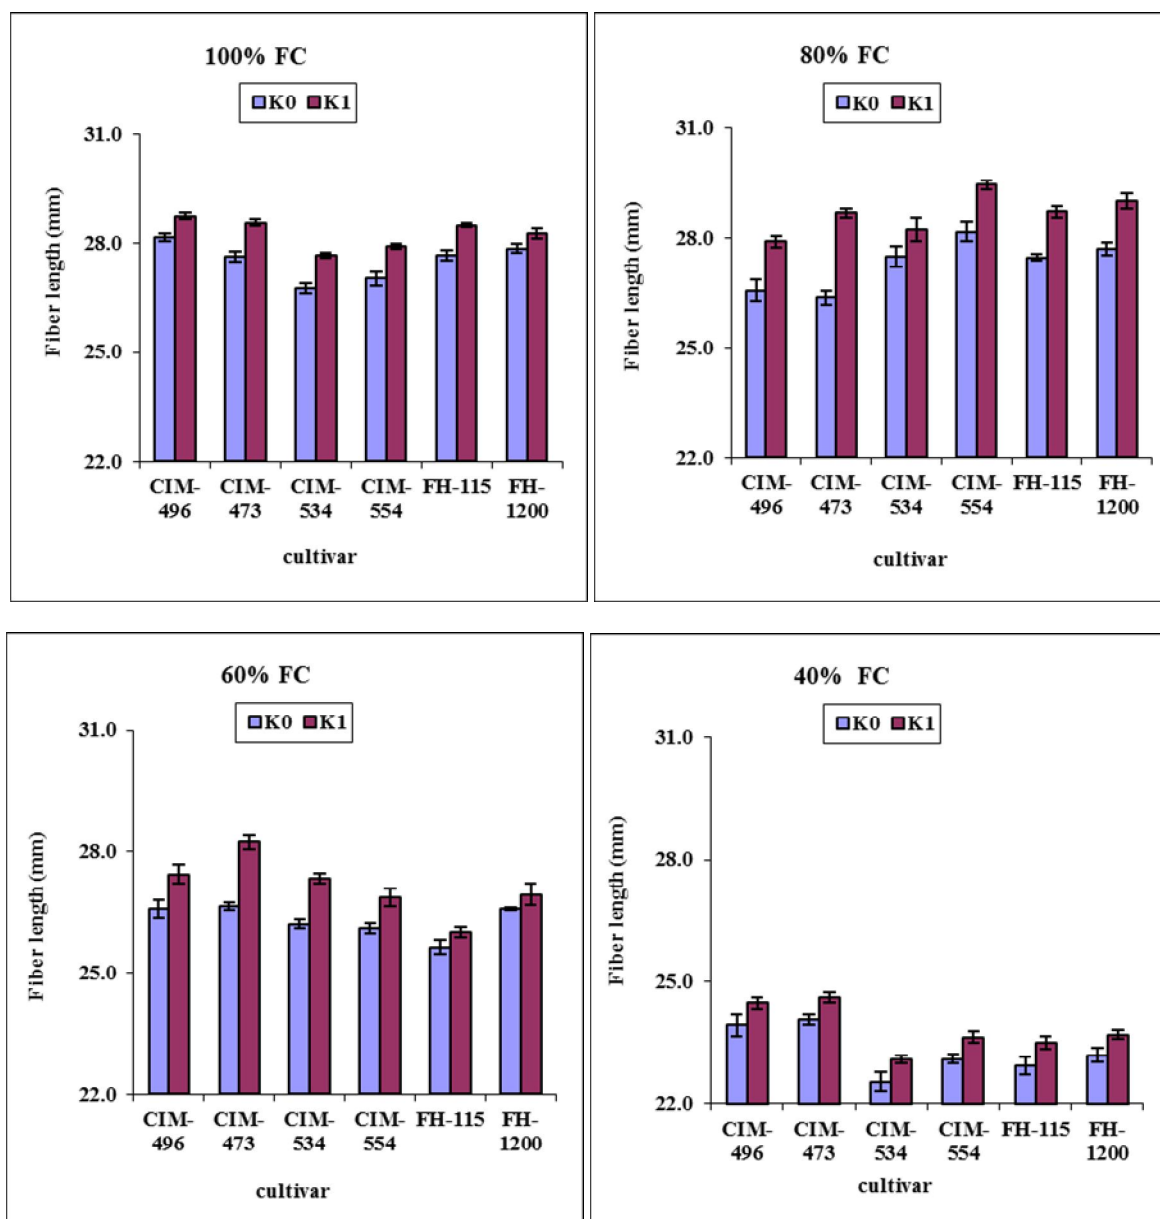 100% FC
K0 K1
Fiber length (mm)
31.0
28.0
25.0
22.0
CIM-496
CIM-473
CIM-534
CIM-554
FH-115
FH-1200
cultivar
80% FC
K0 K1
Fiber length (mm)
31.0
28.0
25.0
22.0
CIM-496
CIM-473
CIM-534
CIM-554
FH-115
FH-1200
cultivar
60% FC
K0 K1
Fiber length (mm)
31.0
28.0
25.0
22.0
CIM-496
CIM-473
CIM-534
CIM-554
FH-115
FH-1200
cultivar
40% FC
K0 K1
Fiber length (mm)
31.0
28.0
25.0
22.0
CIM-496
CIM-473
CIM-534
CIM-554
FH-115
FH-1200
cultivar